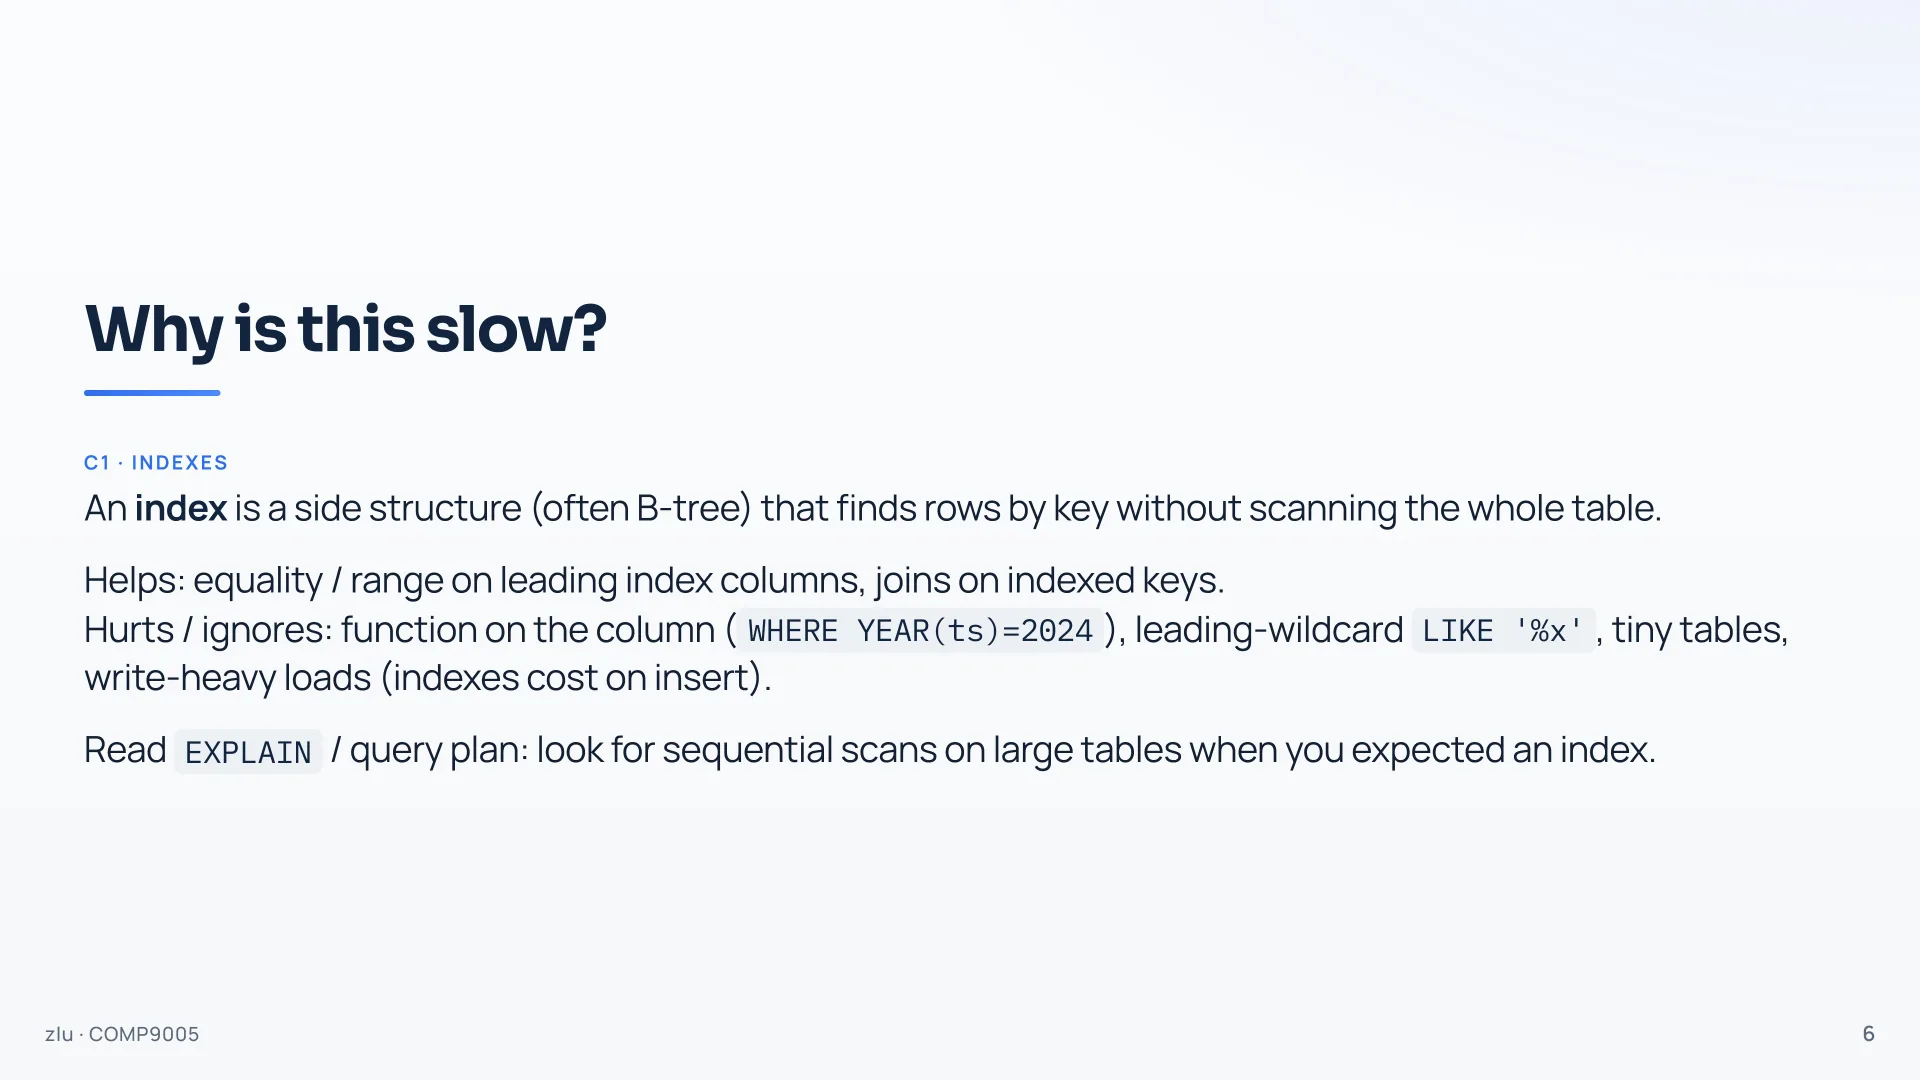 Why is this slow?
C1 · INDEXES
An index is a side structure (often B-tree) that finds rows by key without scanning the whole table.
Helps: equality / range on leading index columns, joins on indexed keys.
Hurts / ignores: function on the column ( WHERE YEAR(ts)=2024 ), leading-wildcard LIKE '%x' , tiny tables,
write-heavy loads (indexes cost on insert).
Read EXPLAIN / query plan: look for sequential scans on large tables when you expected an index.
zlu · COMP9005
6